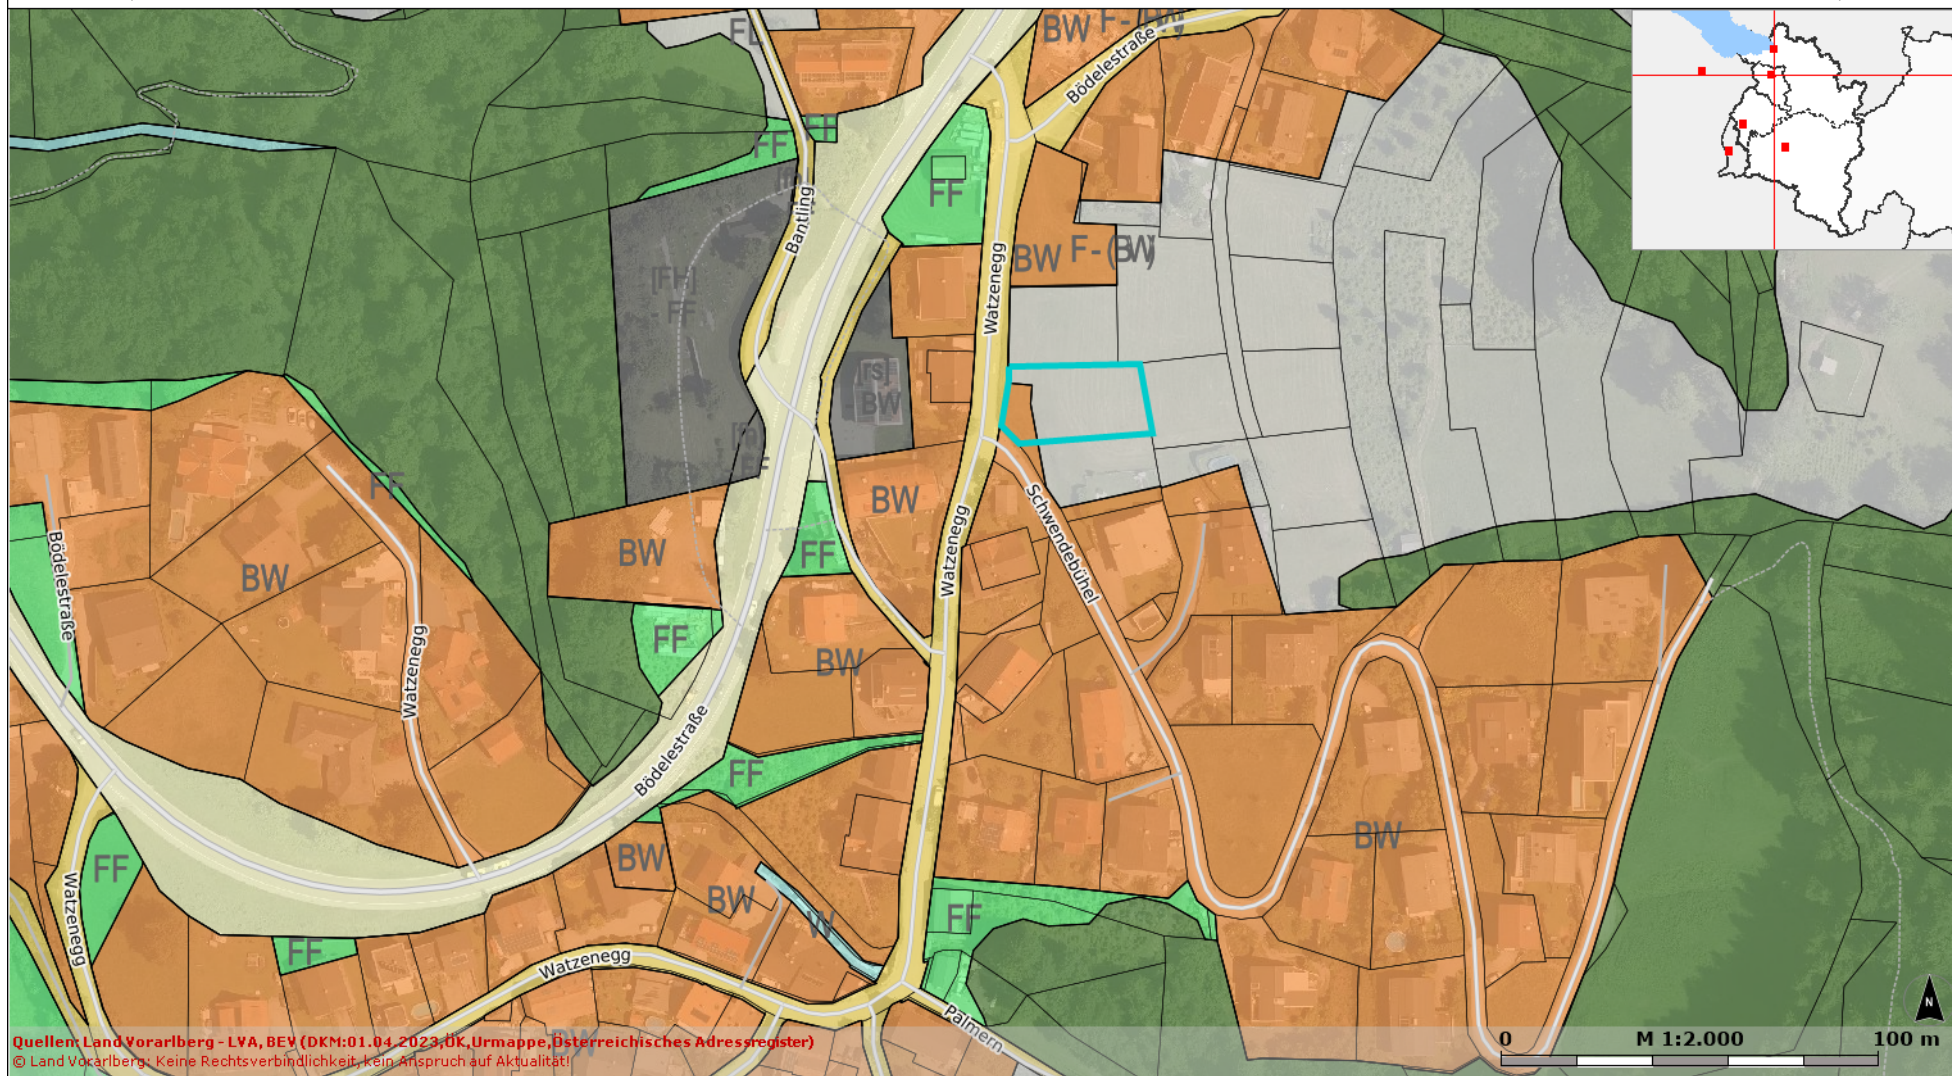 FL
BW
F - (BW)
Bödelestraße
FF
FF
FF
Bantling
BW
F - (BW)
Watzenegg
[FH]
- FF
[rs]
- BW
[fh]
- FF
FF
BW
BW
FF
Schwendebühel
Watzenegg
Bödelestraße
BW
FF
BW
Watzenegg
Bödelestraße
FF
BW
BW
BW
FF
Watzenegg
W
FF
FF
Watzenegg
Palmern
BW
N
Quellen: Land Vorarlberg - LVA, BEV (DKM:01.04.2023,ÖK,Urmappe,Österreichisches Adressregister)
© Land Vorarlberg: Keine Rechtsverbindlichkeit, kein Anspruch auf Aktualität!
0 M 1:2.000 100 m